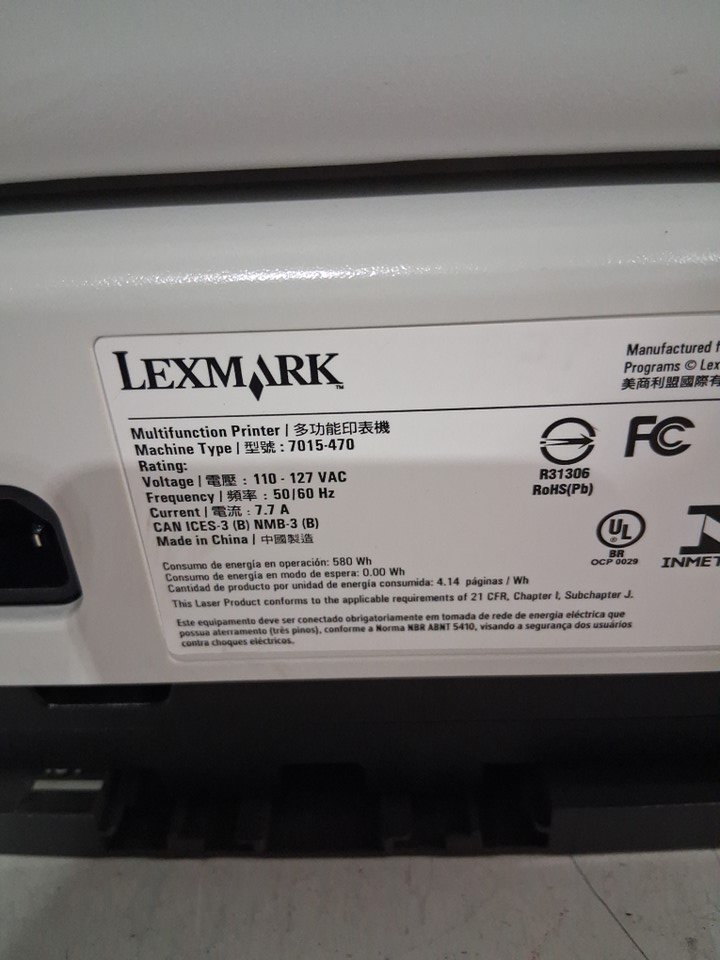 LEXMARK™
Manufactured f
Programs © Lex
美商利盟國際有
Multifunction Printer | 多功能印表機
Machine Type | 型號 : 7015-470
Rating:
Voltage | 電壓 : 110 - 127 VAC
Frequency | 頻率 : 50/60 Hz
Current | 電流 : 7.7 A
CAN ICES-3 (B) NMB-3 (B)
Made in China | 中國製造
FC
R31306
RoHS(Pb)
UL
BR
OCP 0029
INMET
Consumo de energía en operación: 580 Wh
Consumo de energía en modo de espera: 0.00 Wh
Cantidad de producto por unidad de energía consumida: 4.14 páginas / Wh
This Laser Product conforms to the applicable requirements of 21 CFR, Chapter I, Subchapter J.
Este equipamento deve ser conectado obrigatoriamente em tomada de rede de energia eléctrica que
possua aterramento (três pinos), conforme a Norma NBR ABNT 5410, visando a segurança dos usuários
contra choques eléctricos.